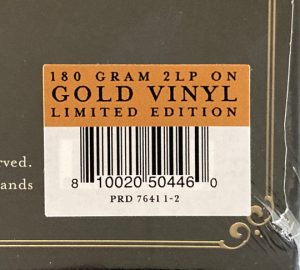 180 GRAM 2LP ON
GOLD VINYL
LIMITED EDITION
rved.
ands
8 10020 50446 0
PRD 7641 1-2